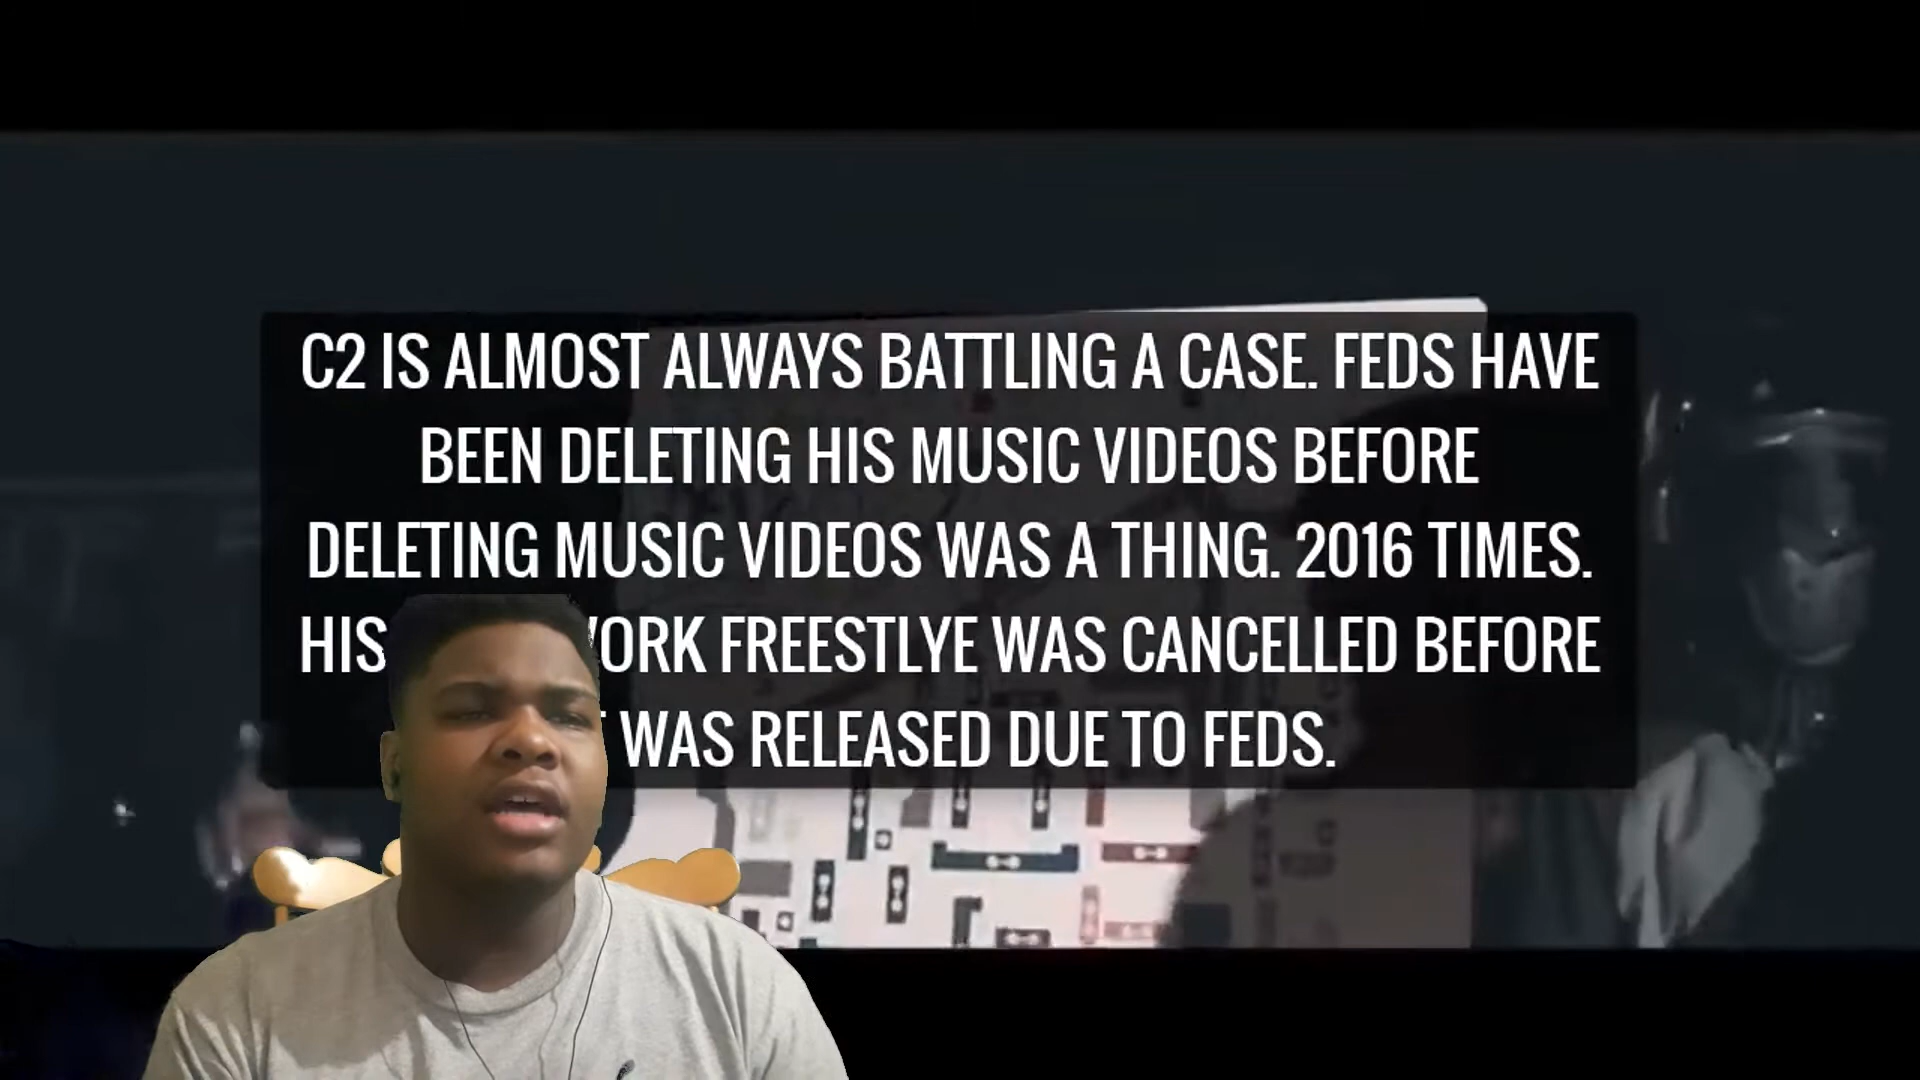 C2 IS ALMOST ALWAYS BATTLING A CASE. FEDS HAVE
BEEN DELETING HIS MUSIC VIDEOS BEFORE
DELETING MUSIC VIDEOS WAS A THING. 2016 TIMES.
HIS FREESTLYE WAS CANCELLED BEFORE
WAS RELEASED DUE TO FEDS.